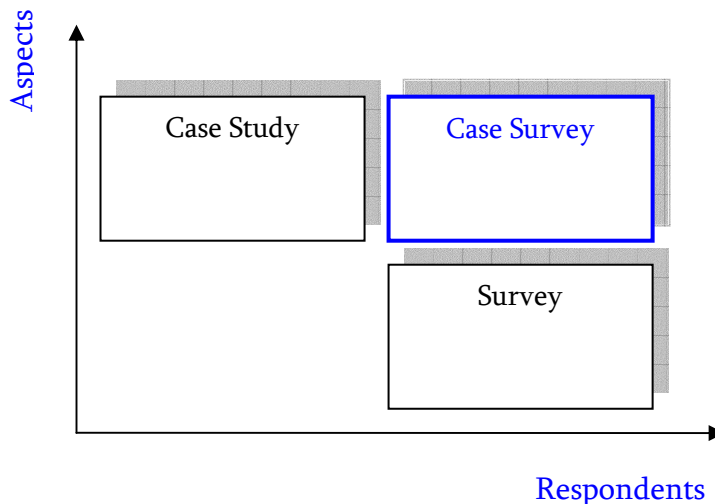 Aspects
Case Study
Case Survey
Survey
Respondents